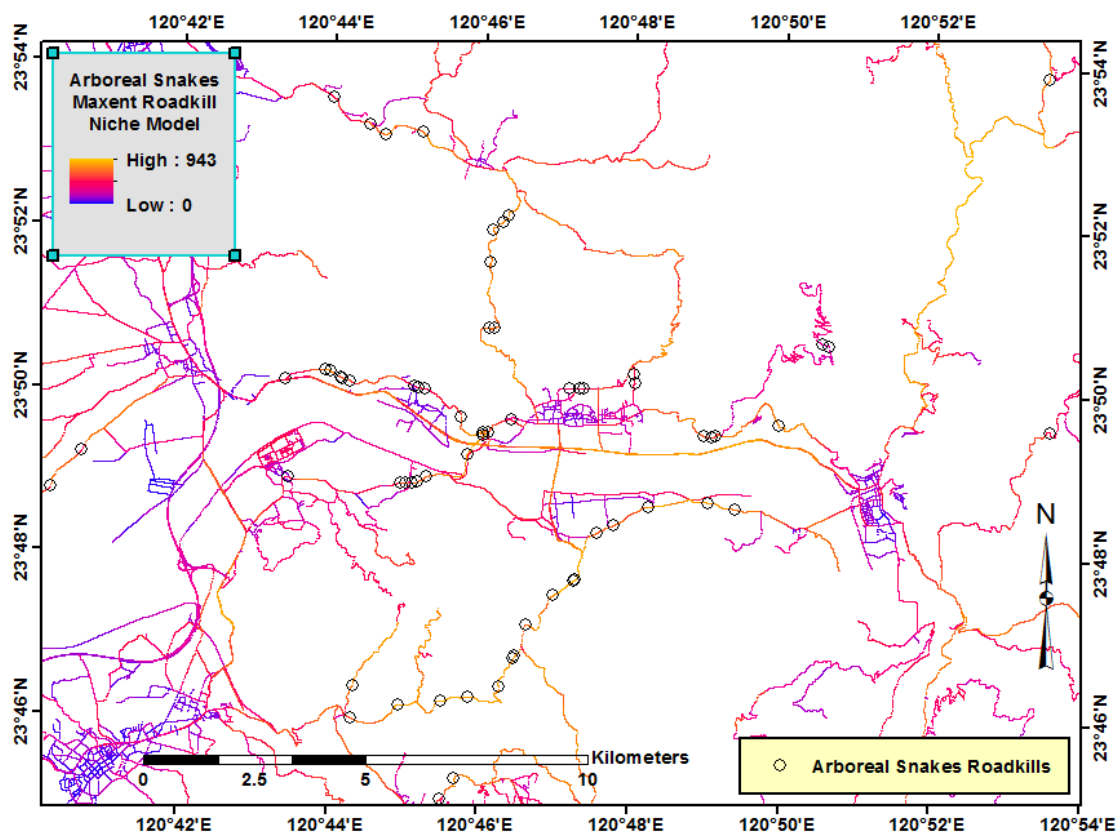 120°42'E 120°44'E 120°46'E 120°48'E 120°50'E 120°52'E
23°54'N
23°52'N
23°50'N
23°48'N
23°46'N
Arboreal Snakes
Maxent Roadkill
Niche Model
High : 943
Low : 0
23°54'N
23°52'N
23°50'N
23°48'N
23°46'N
N
Kilometers
0 2.5 5 10
Arboreal Snakes Roadkills
120°42'E 120°44'E 120°46'E 120°48'E 120°50'E 120°52'E 120°54'E